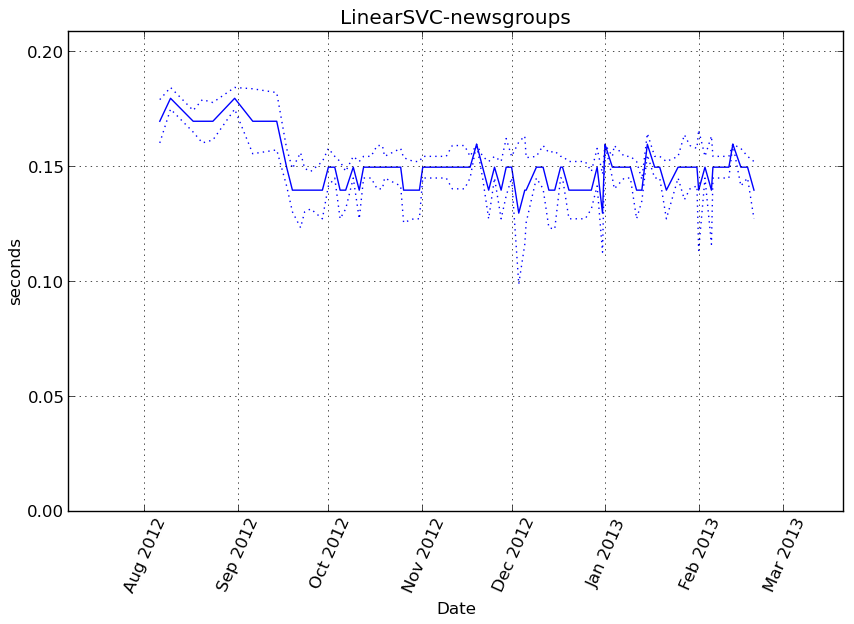 LinearSVC-newsgroups
0.20
0.15
0.10
0.05
0.00
seconds
Aug 2012
Sep 2012
Oct 2012
Nov 2012
Dec 2012
Jan 2013
Feb 2013
Mar 2013
Date